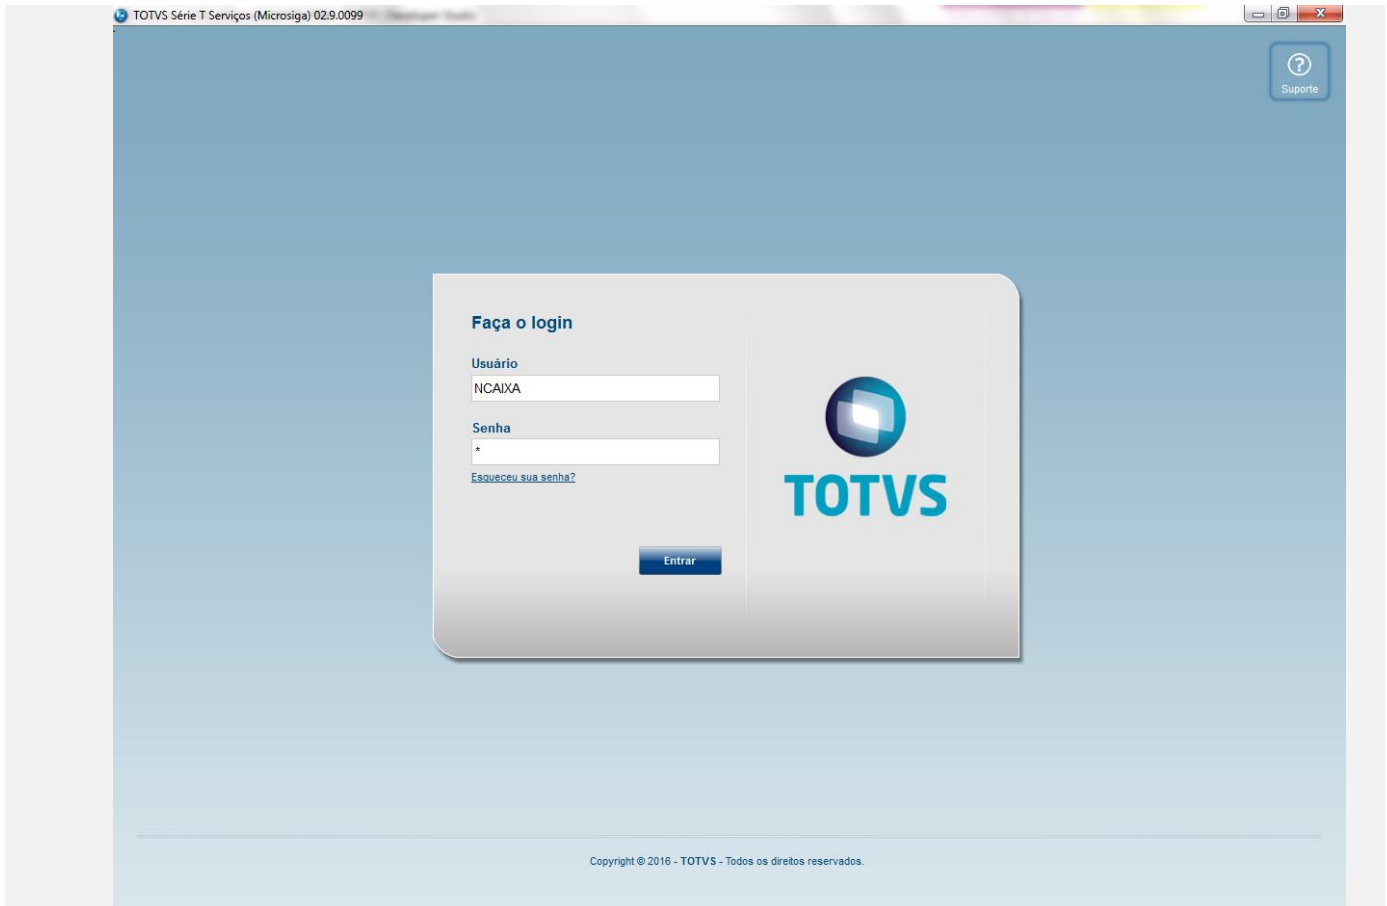 TOTVS Série T Serviços (Microsiga) 02.9.0099
Suporte
Faça o login
Usuário
NCAIXA
Senha
*
Esqueceu sua senha?
Entrar
TOTVS
Copyright © 2016 - TOTVS - Todos os direitos reservados.